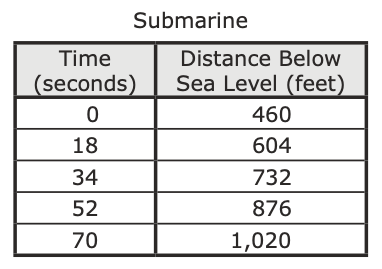 Submarine
Time (seconds) Distance Below Sea Level (feet)
0 460
18 604
34 732
52 876
70 1,020